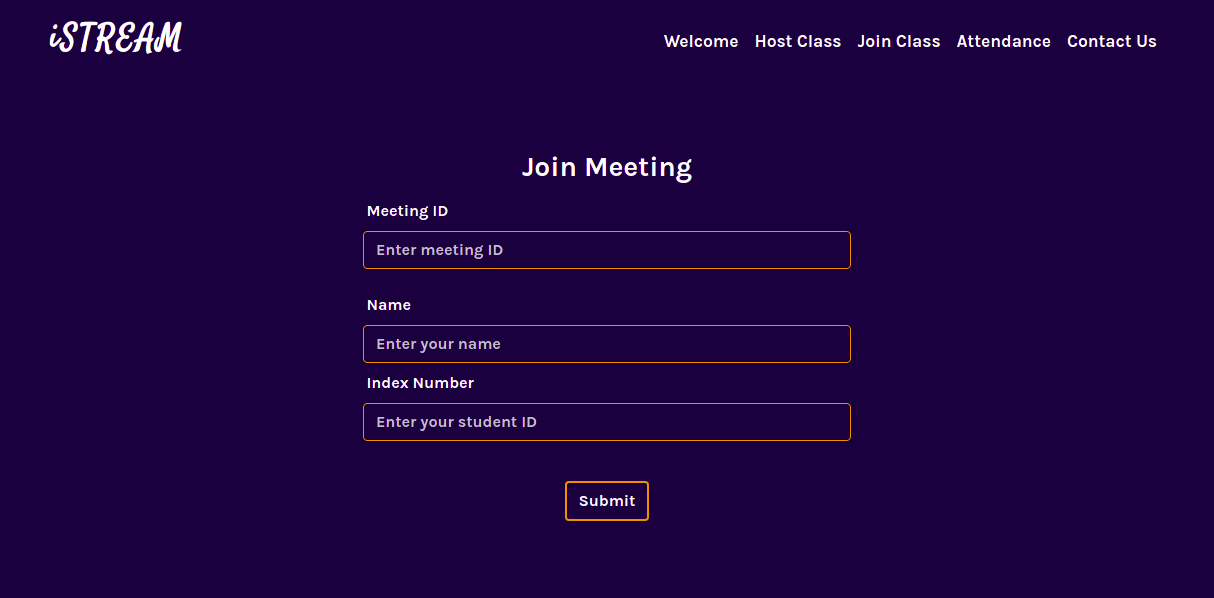 iSTREAM
Welcome Host Class Join Class Attendance Contact Us
Join Meeting
Meeting ID
Enter meeting ID
Name
Enter your name
Index Number
Enter your student ID
Submit